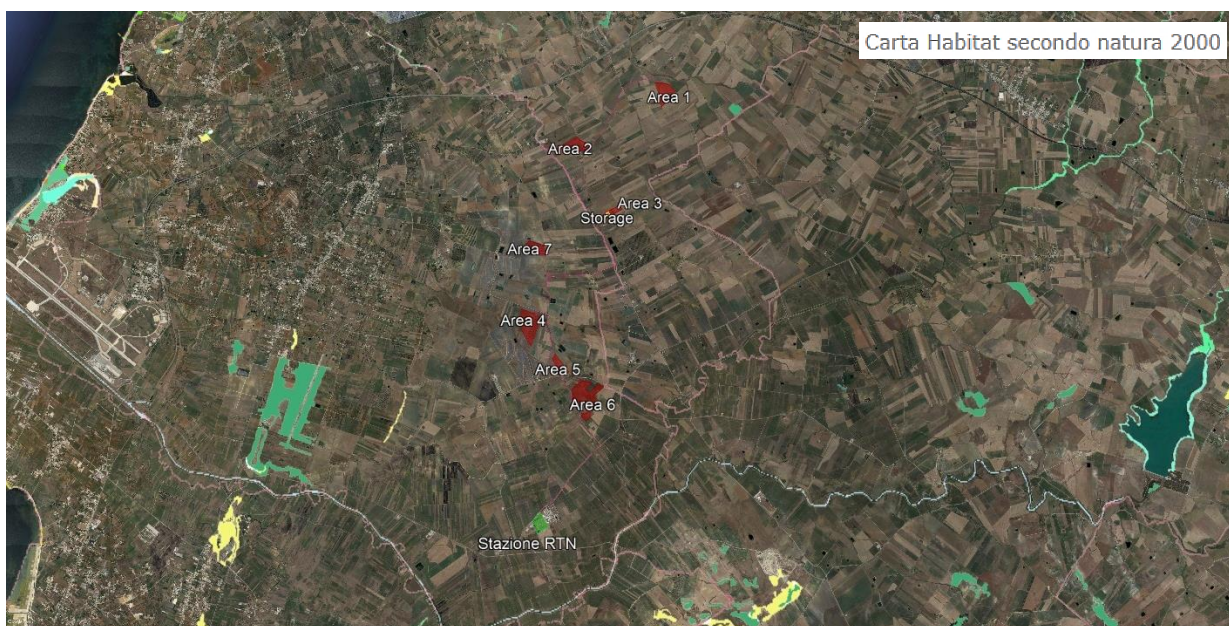 Carta Habitat secondo natura 2000
Area 1
Area 2
Area 3
Storage
Area 7
Area 4
Area 5
Area 6
Stazione RTN